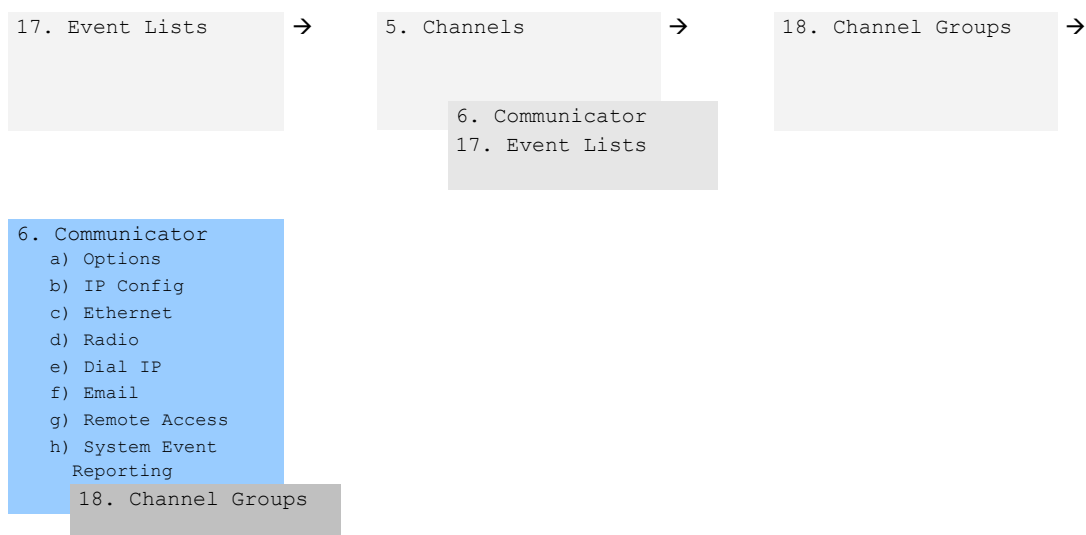 17. Event Lists →
5. Channels →
18. Channel Groups →
6. Communicator
17. Event Lists
6. Communicator
a) Options
b) IP Config
c) Ethernet
d) Radio
e) Dial IP
f) Email
g) Remote Access
h) System Event
Reporting
18. Channel Groups